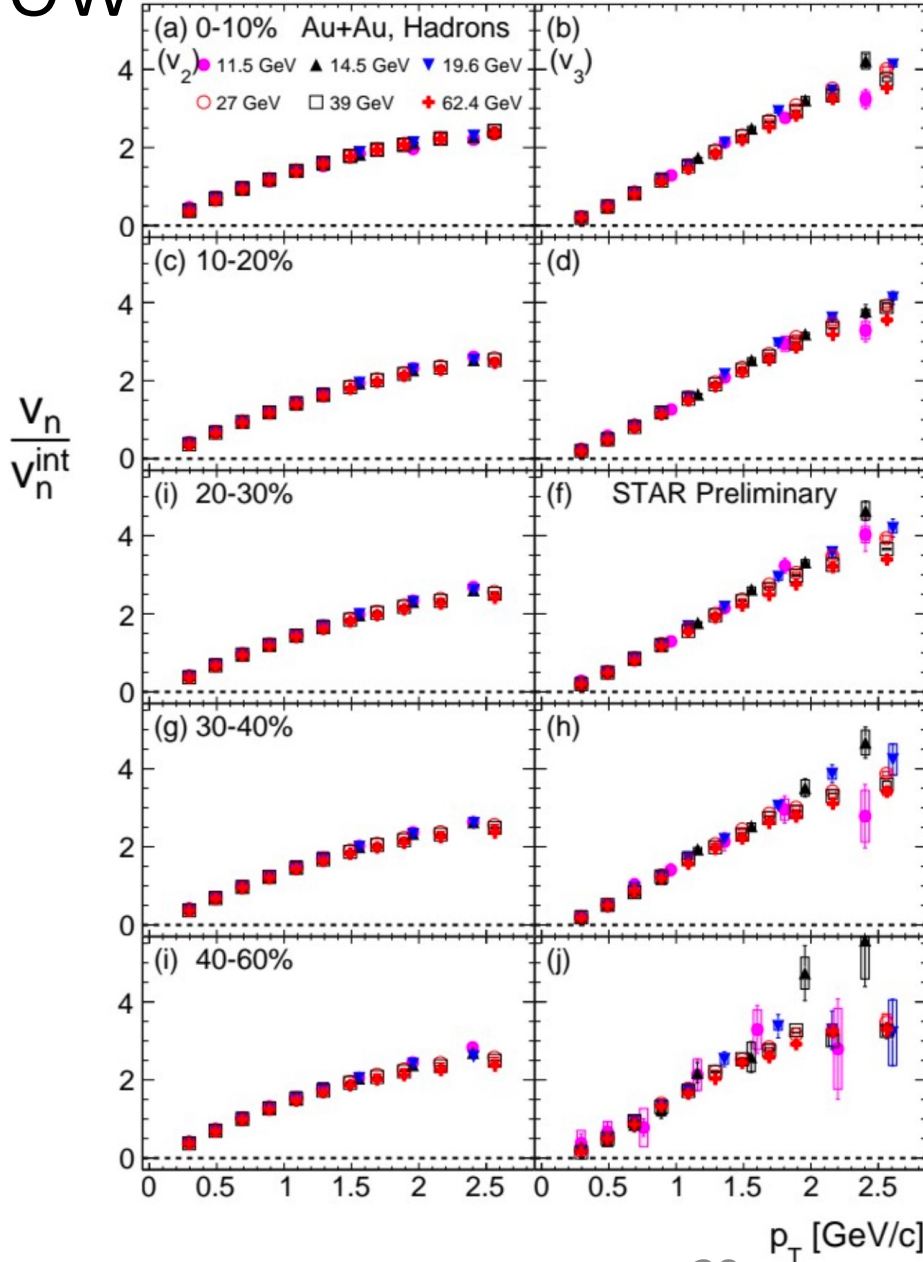 (a) 0-10% Au+Au, Hadrons (b)
(v2) 11.5 GeV 14.5 GeV 19.6 GeV (v3)
27 GeV 39 GeV 62.4 GeV
4
2
0
(c) 10-20% (d)
4
2
0
vn
vn^int
(i) 20-30% (f) STAR Preliminary
4
2
0
(g) 30-40% (h)
4
2
0
(i) 40-60% (j)
4
2
0
0 0.5 1 1.5 2 2.5 0 0.5 1 1.5 2 2.5
pT [GeV/c]